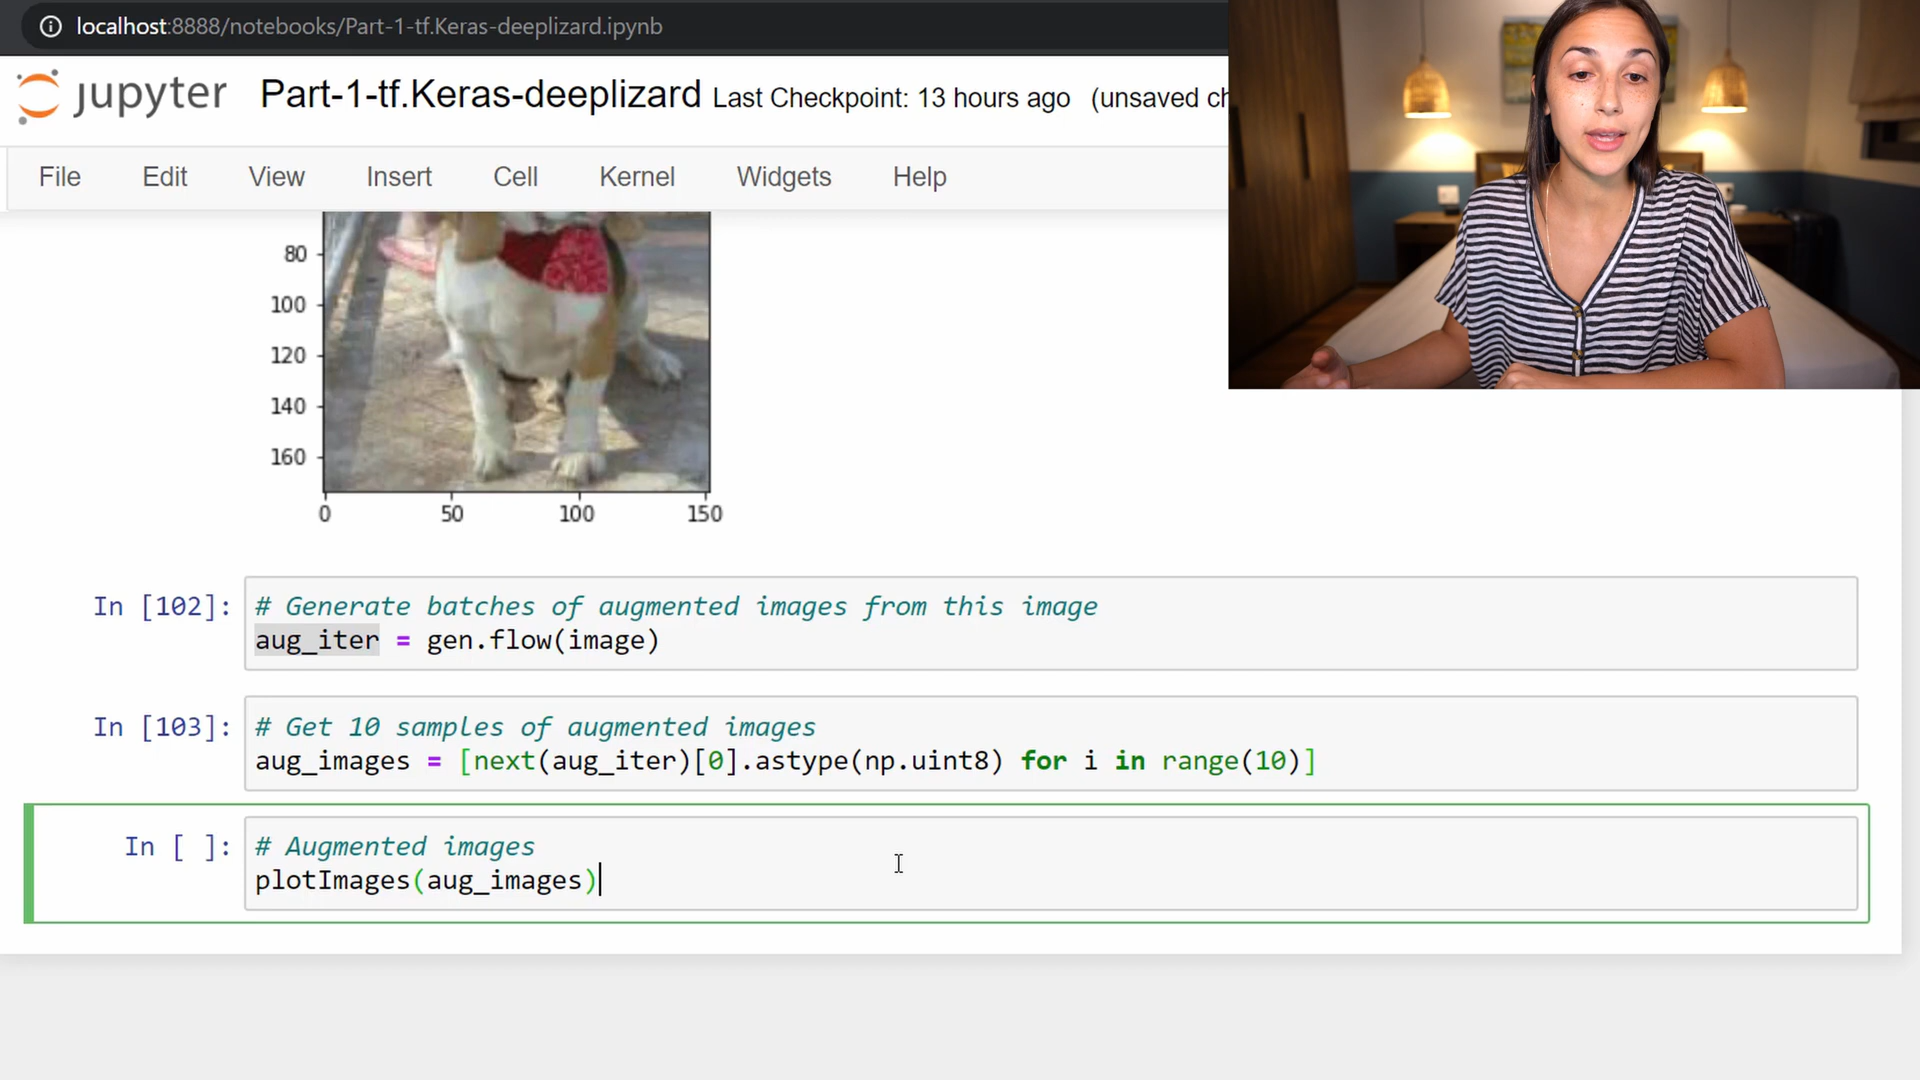 localhost:8888/notebooks/Part-1-tf.Keras-deeplizard.ipynb
jupyter Part-1-tf.Keras-deeplizard Last Checkpoint: 13 hours ago (unsaved ch
File Edit View Insert Cell Kernel Widgets Help
80
100
120
140
160
0 50 100 150
In [102]: # Generate batches of augmented images from this image
aug_iter = gen.flow(image)
In [103]: # Get 10 samples of augmented images
aug_images = [next(aug_iter)[0].astype(np.uint8) for i in range(10)]
In [ ]: # Augmented images
plotImages(aug_images)